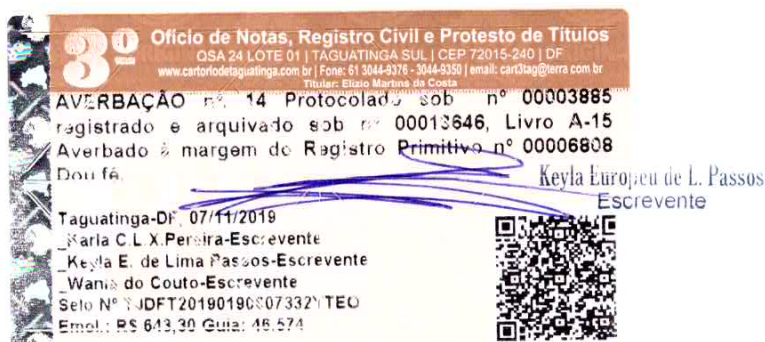 3º Ofício de Notas, Registro Civil e Protesto de Títulos
QSA 24 LOTE 01 | TAGUATINGA SUL | CEP 72015-240 | DF
www.cartoriodetaguatinga.com.br | Fone: 61 3044-9376 - 3044-9350 | email: cart3tag@terra.com.br
Titular: Elizio Martins da Costa
AVERBAÇÃO nº 14 Protocolado sob nº 00003885
registrado e arquivado sob nº 00013646, Livro A-15
Averbado à margem do Registro Primitivo nº 00006808
Dou fé.
Keyla Europeu de L. Passos
Escrevente
Taguatinga-DF, 07/11/2019
_Karla C.L.X.Pereira-Escrevente
_Keyla E. de Lima Passos-Escrevente
_Wania do Couto-Escrevente
Selo Nº
Emol.: R$ 643,30 Guia: 46.574